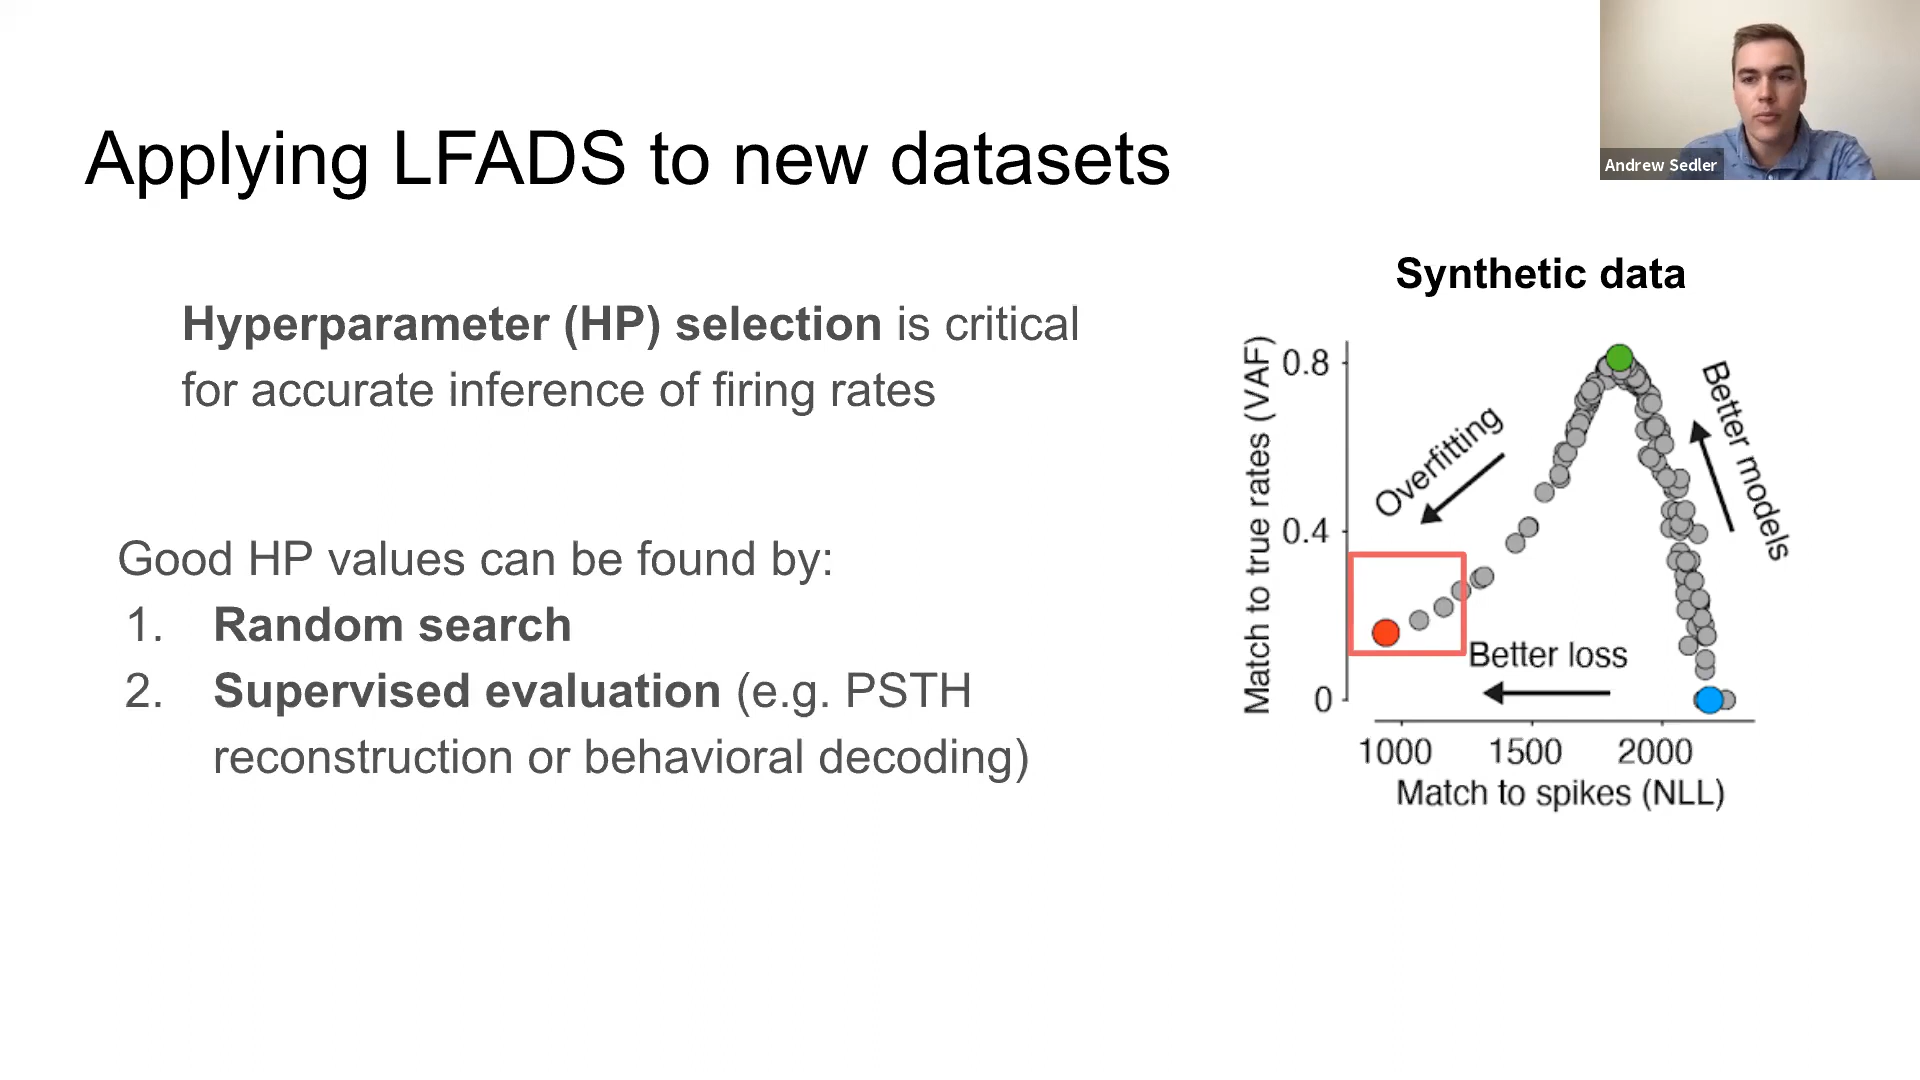 Andrew Sedler
Applying LFADS to new datasets
Hyperparameter (HP) selection is critical
for accurate inference of firing rates
Good HP values can be found by:
1. Random search
2. Supervised evaluation (e.g. PSTH
reconstruction or behavioral decoding)
Synthetic data
Match to true rates (VAF)
0.8
0.4
0
Overfitting
Better models
Better loss
1000 1500 2000
Match to spikes (NLL)